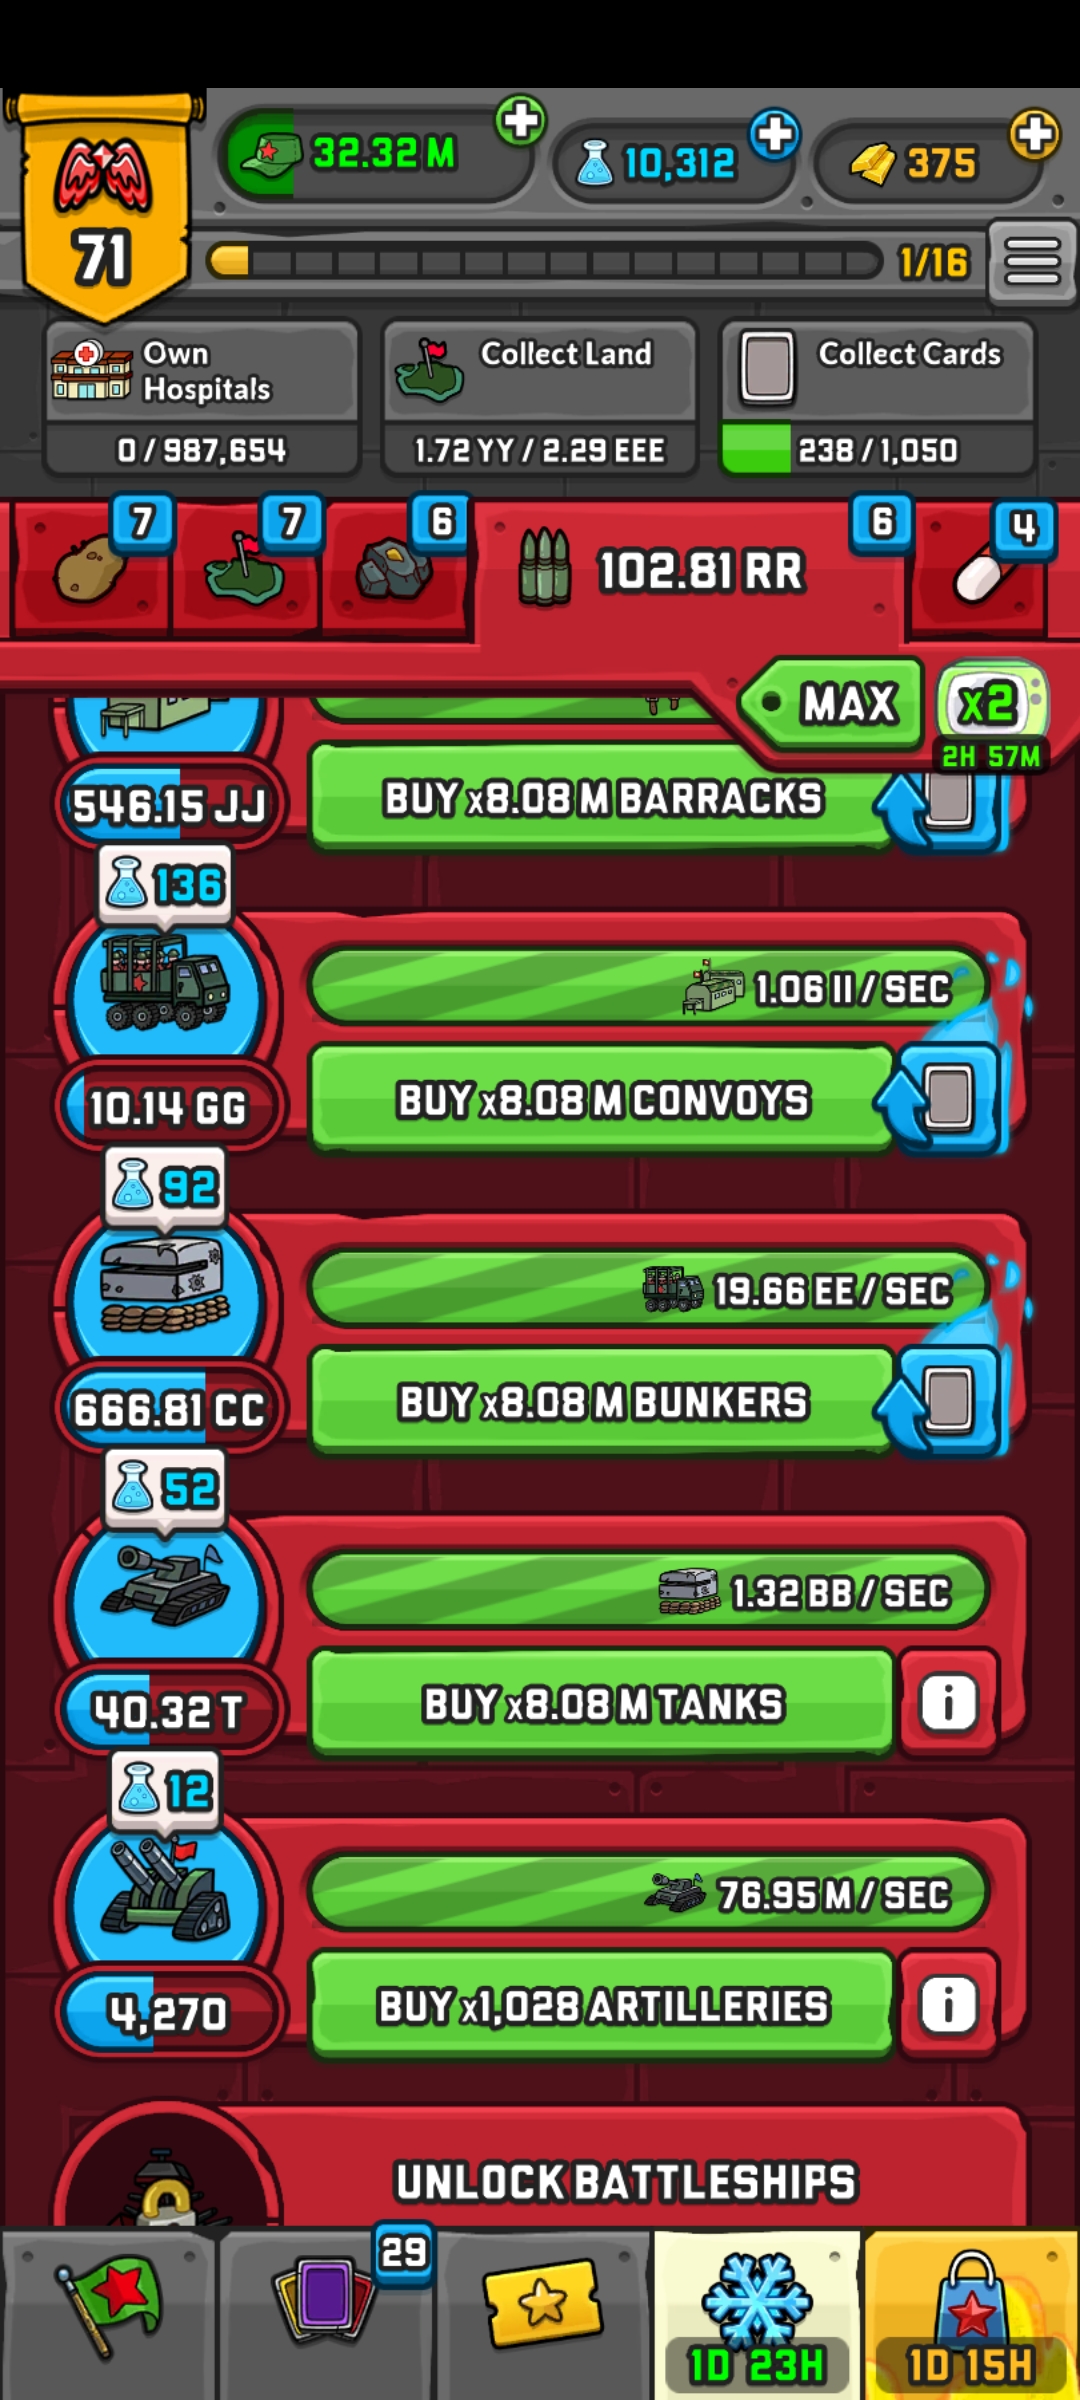 32.32 M
10,312
375
71
1/16
Own
Hospitals
0 / 987,654
Collect Land
1.72 YY / 2.29 EEE
Collect Cards
238 / 1,050
7
7
6
102.81 RR
6
4
MAX
x2
2H 57M
546.15 JJ
BUY x8.08 M BARRACKS
136
1.06 II / SEC
10.14 GG
BUY x8.08 M CONVOYS
92
19.66 EE / SEC
666.81 CC
BUY x8.08 M BUNKERS
52
1.32 BB / SEC
40.32 T
BUY x8.08 M TANKS
i
12
76.95 M / SEC
4,270
BUY x1,028 ARTILLERIES
i
UNLOCK BATTLESHIPS
29
1D 23H
1D 15H